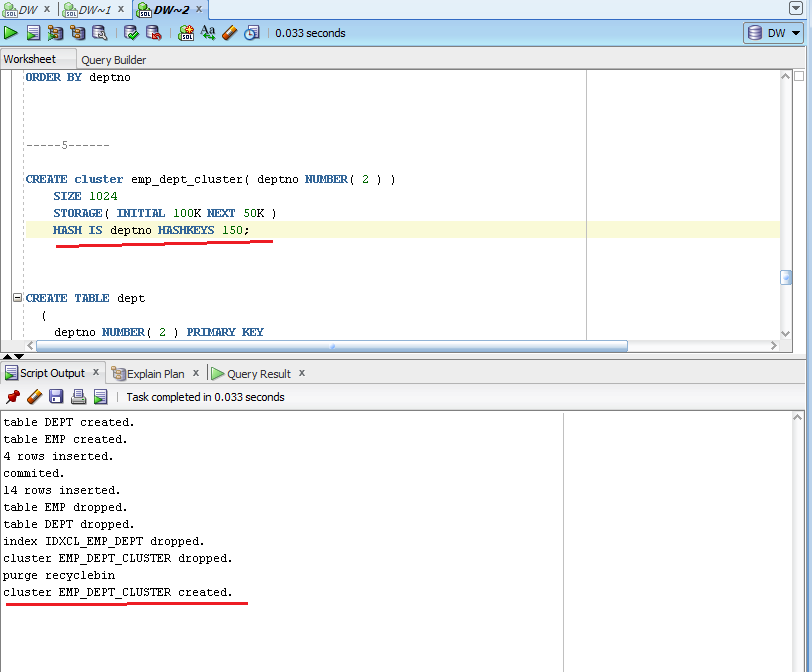 DW
DW~1
DW~2
0.033 seconds
DW
Worksheet
Query Builder
ORDER BY deptno
-----5------
CREATE cluster emp_dept_cluster( deptno NUMBER( 2 ) )
SIZE 1024
STORAGE( INITIAL 100K NEXT 50K )
HASH IS deptno HASHKEYS 150;
CREATE TABLE dept
(
deptno NUMBER( 2 ) PRIMARY KEY
Script Output
Explain Plan
Query Result
Task completed in 0.033 seconds
table DEPT created.
table EMP created.
4 rows inserted.
commited.
14 rows inserted.
table EMP dropped.
table DEPT dropped.
index IDXCL_EMP_DEPT dropped.
cluster EMP_DEPT_CLUSTER dropped.
purge recyclebin
cluster EMP_DEPT_CLUSTER created.